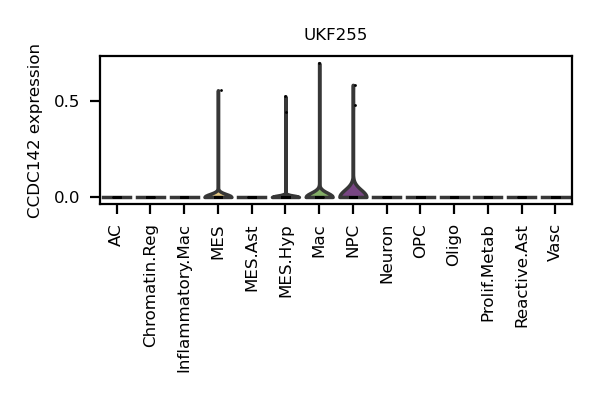 UKF255
CCDC142 expression
0.5
0.0
AC
Chromatin.Reg
Inflammatory.Mac
MES
MES.Ast
MES.Hyp
Mac
NPC
Neuron
OPC
Oligo
Prolif.Metab
Reactive.Ast
Vasc